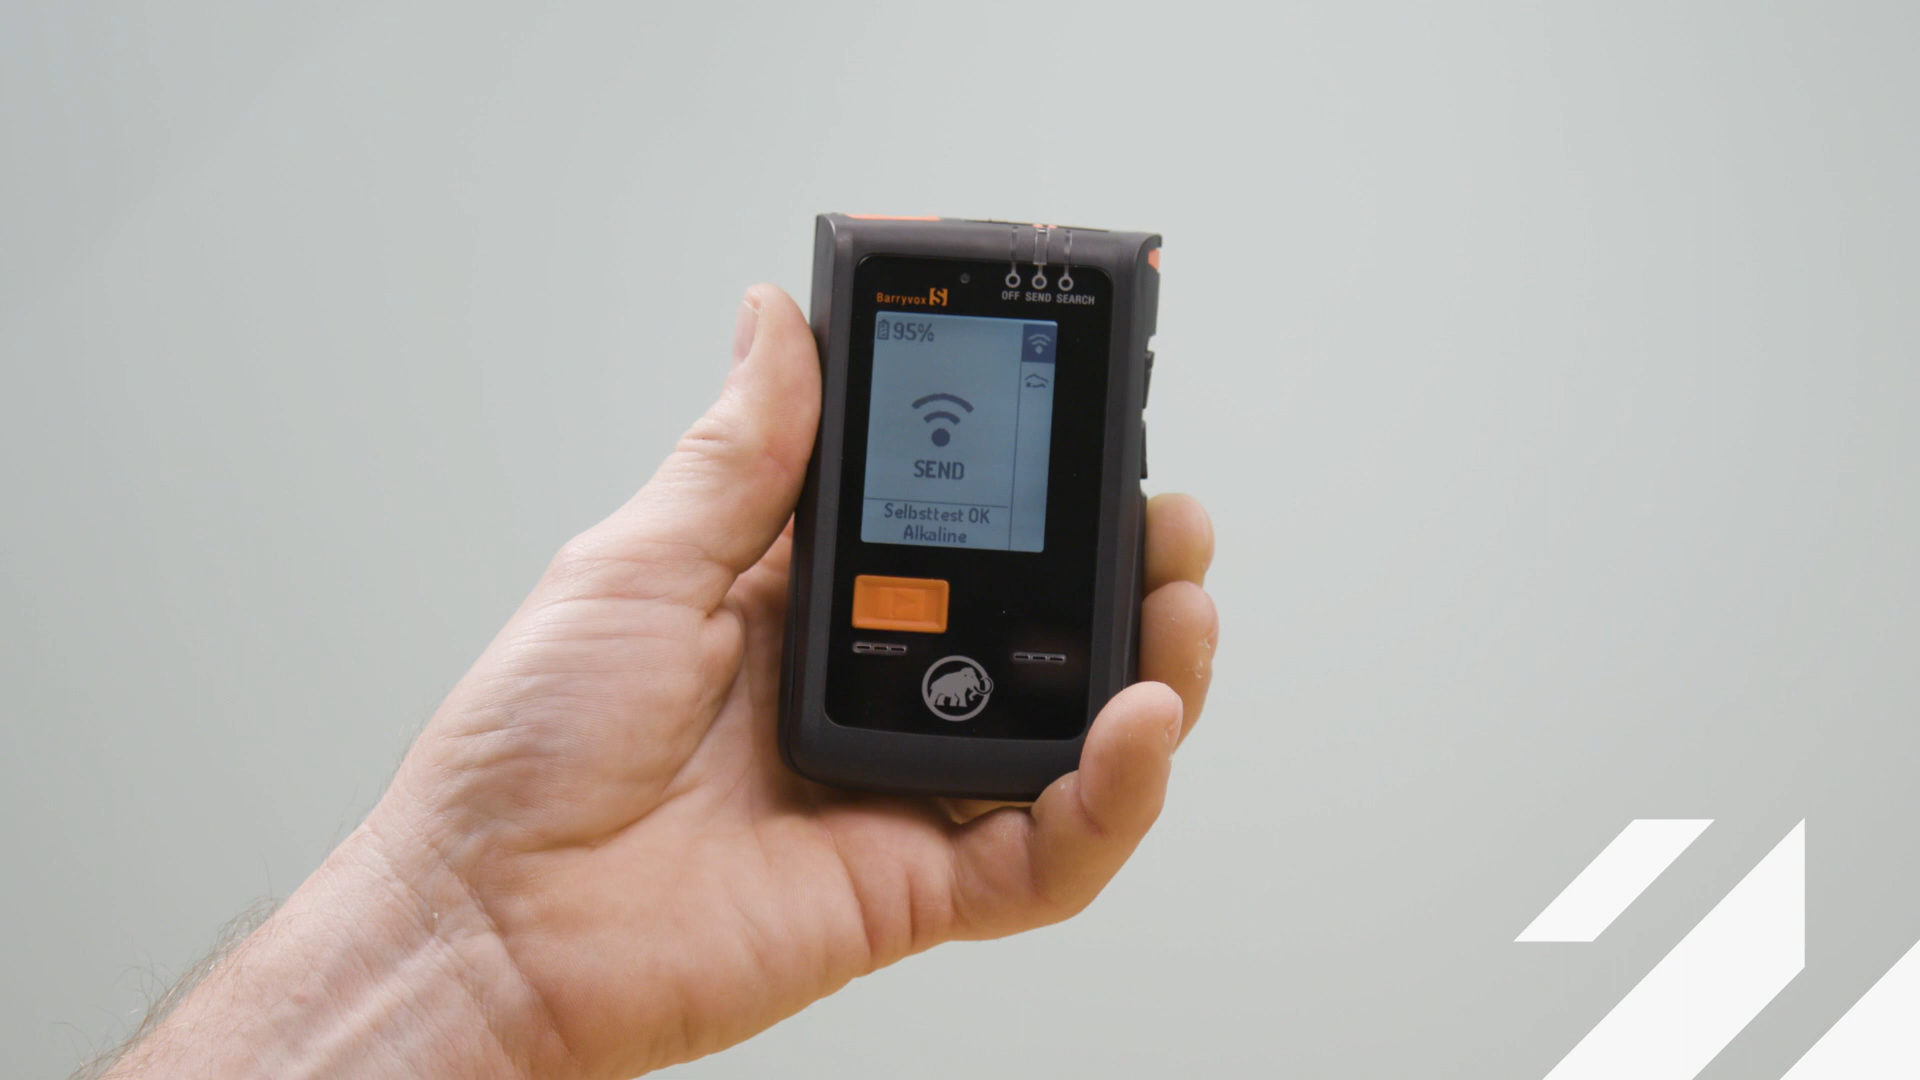 Barryvox S
OFF SEND SEARCH
95%
SEND
Selbsttest OK
Alkaline